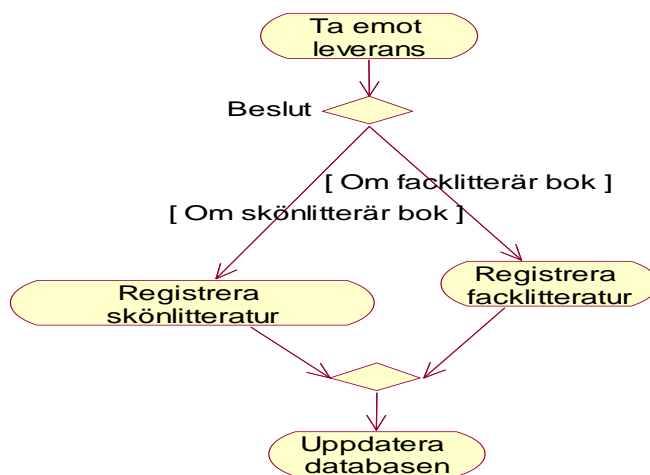 Ta emot
leverans
Beslut
[ Om facklitterär bok ]
[ Om skönlitterär bok ]
Registrera
skönlitteratur
Registrera
facklitteratur
Uppdatera
databasen